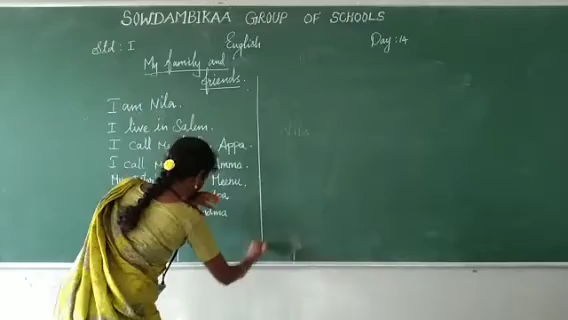 SOWDAMBIKAA GROUP OF SCHOOLS
Std : I
English
Day : 14
My family and
friends.
I am Nila.
I live in Salem.
I call Appa.
I call Amma.
Meenu.
Nila